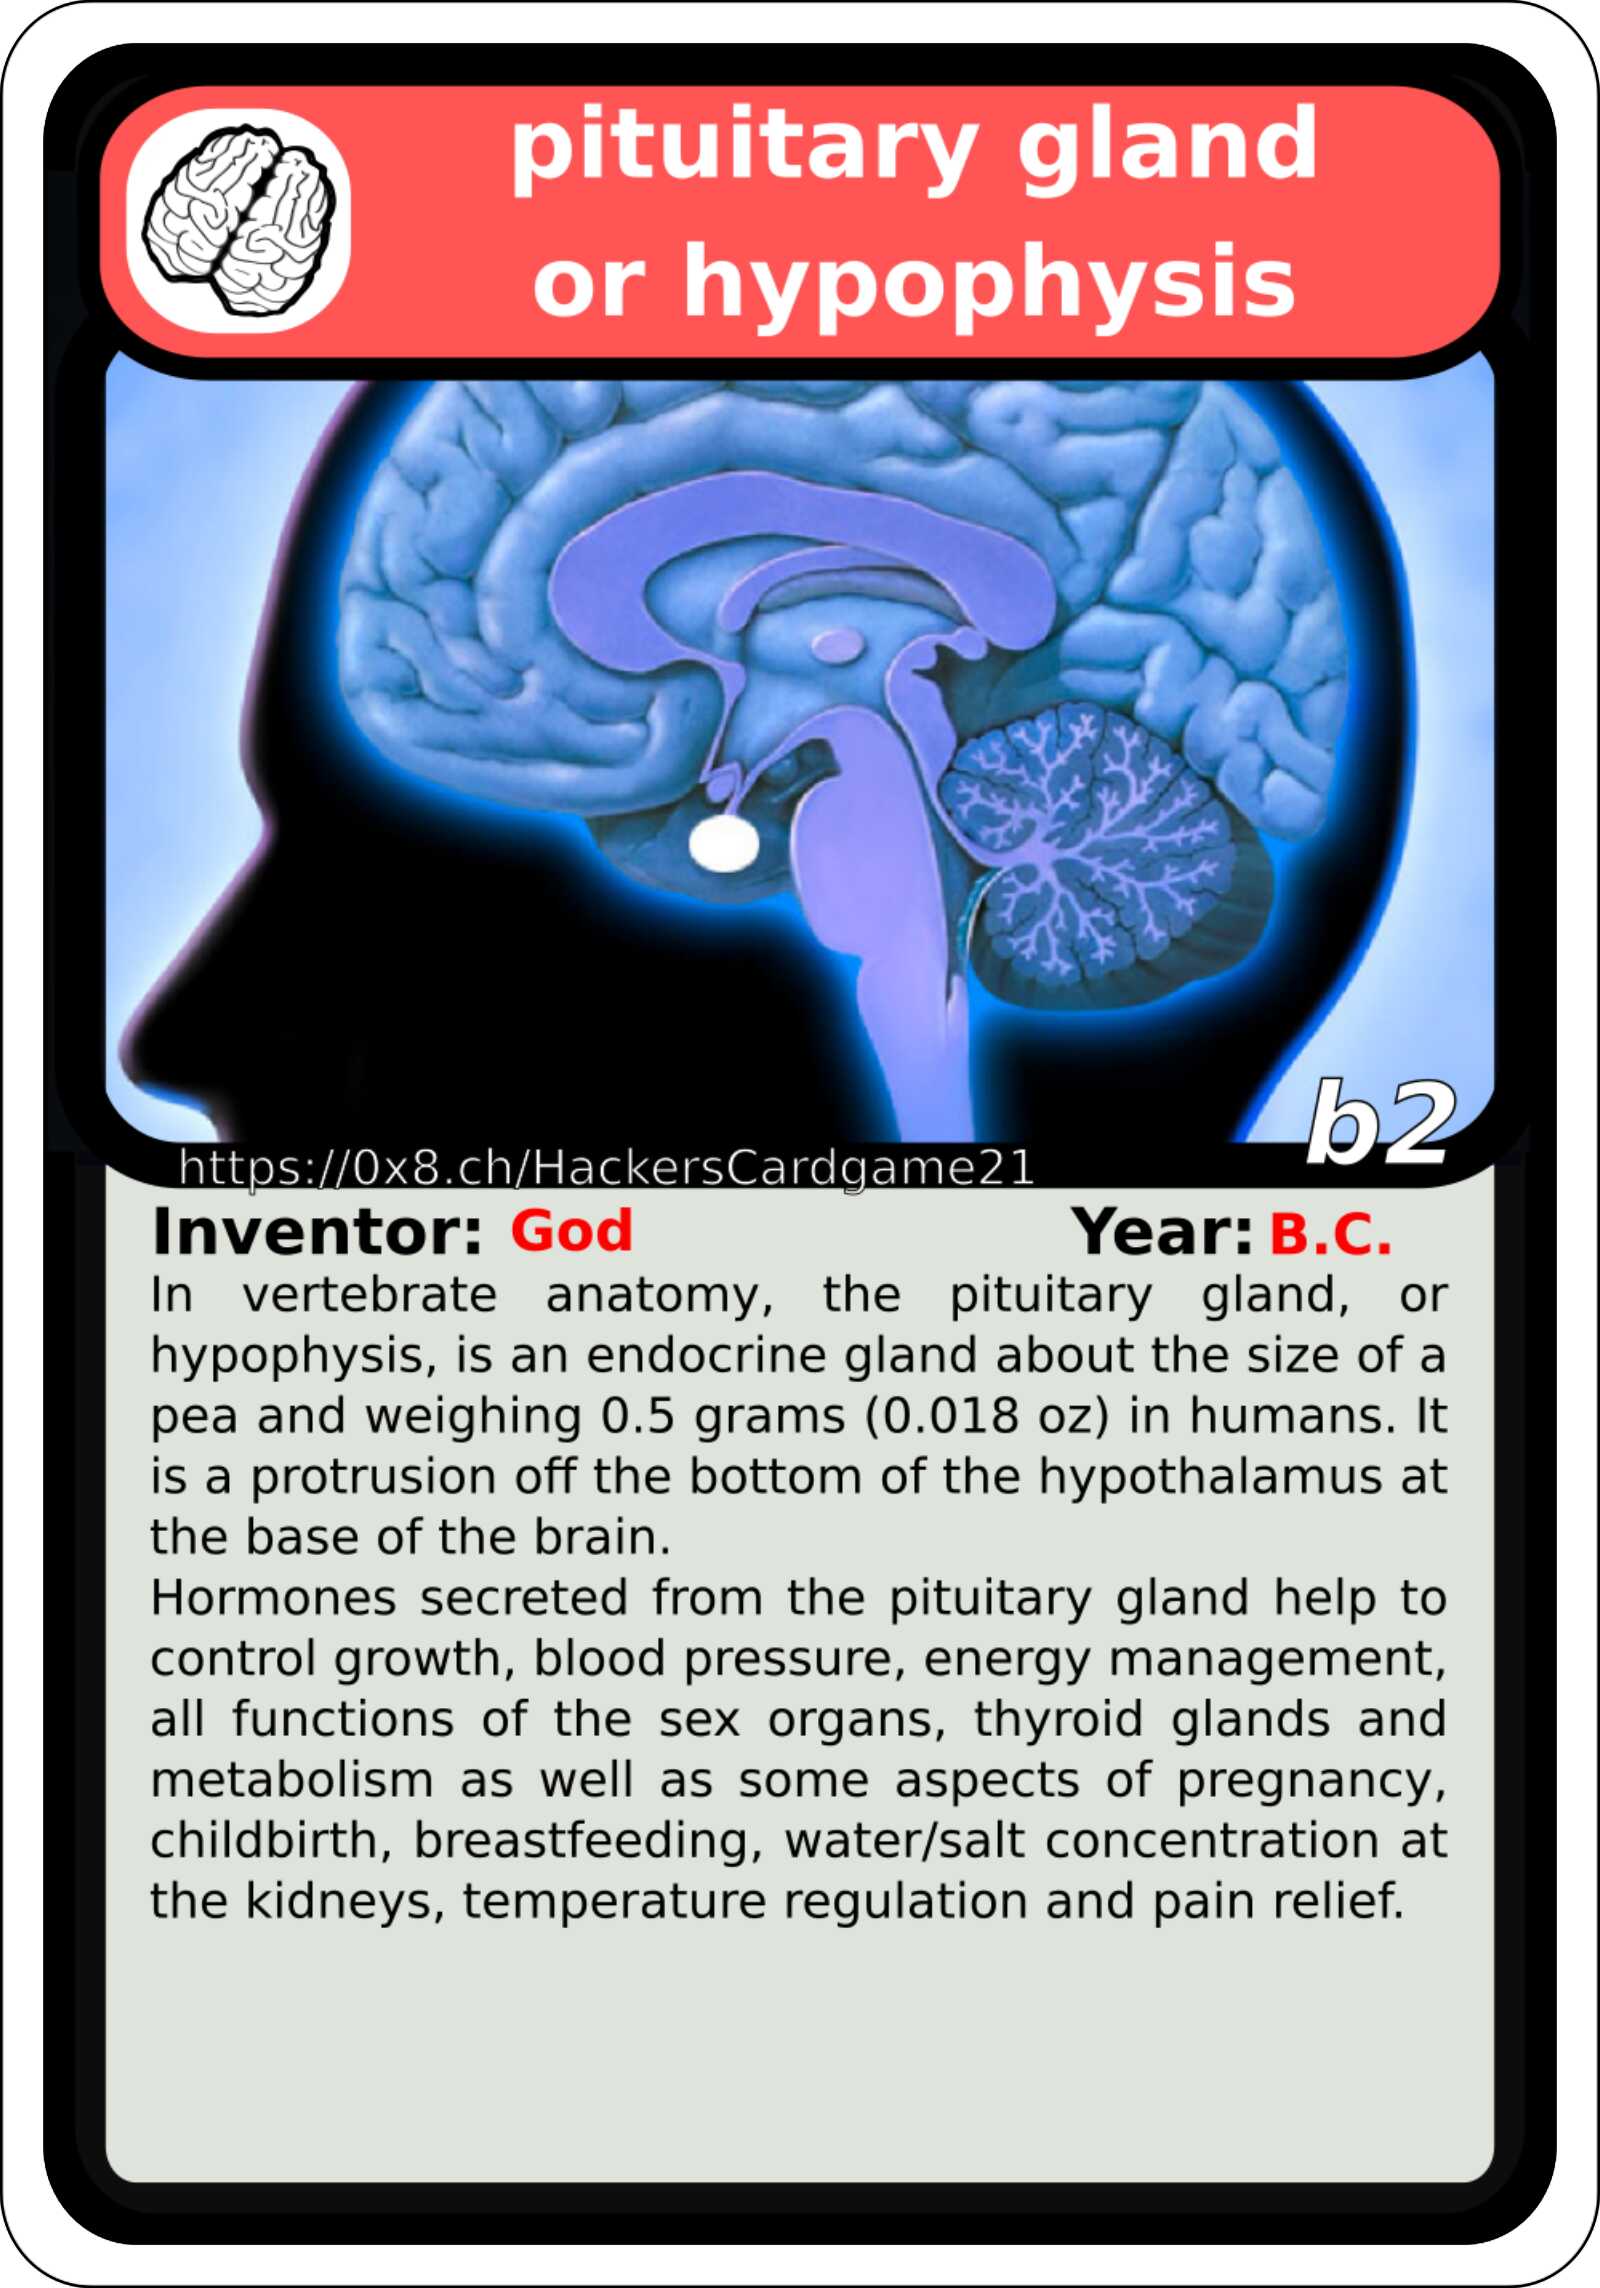 pituitary gland
or hypophysis
b2
https://0x8.ch/HackersCardgame21
Inventor: God Year: B.C.
In vertebrate anatomy, the pituitary gland, or
hypophysis, is an endocrine gland about the size of a
pea and weighing 0.5 grams (0.018 oz) in humans. It
is a protrusion off the bottom of the hypothalamus at
the base of the brain.
Hormones secreted from the pituitary gland help to
control growth, blood pressure, energy management,
all functions of the sex organs, thyroid glands and
metabolism as well as some aspects of pregnancy,
childbirth, breastfeeding, water/salt concentration at
the kidneys, temperature regulation and pain relief.